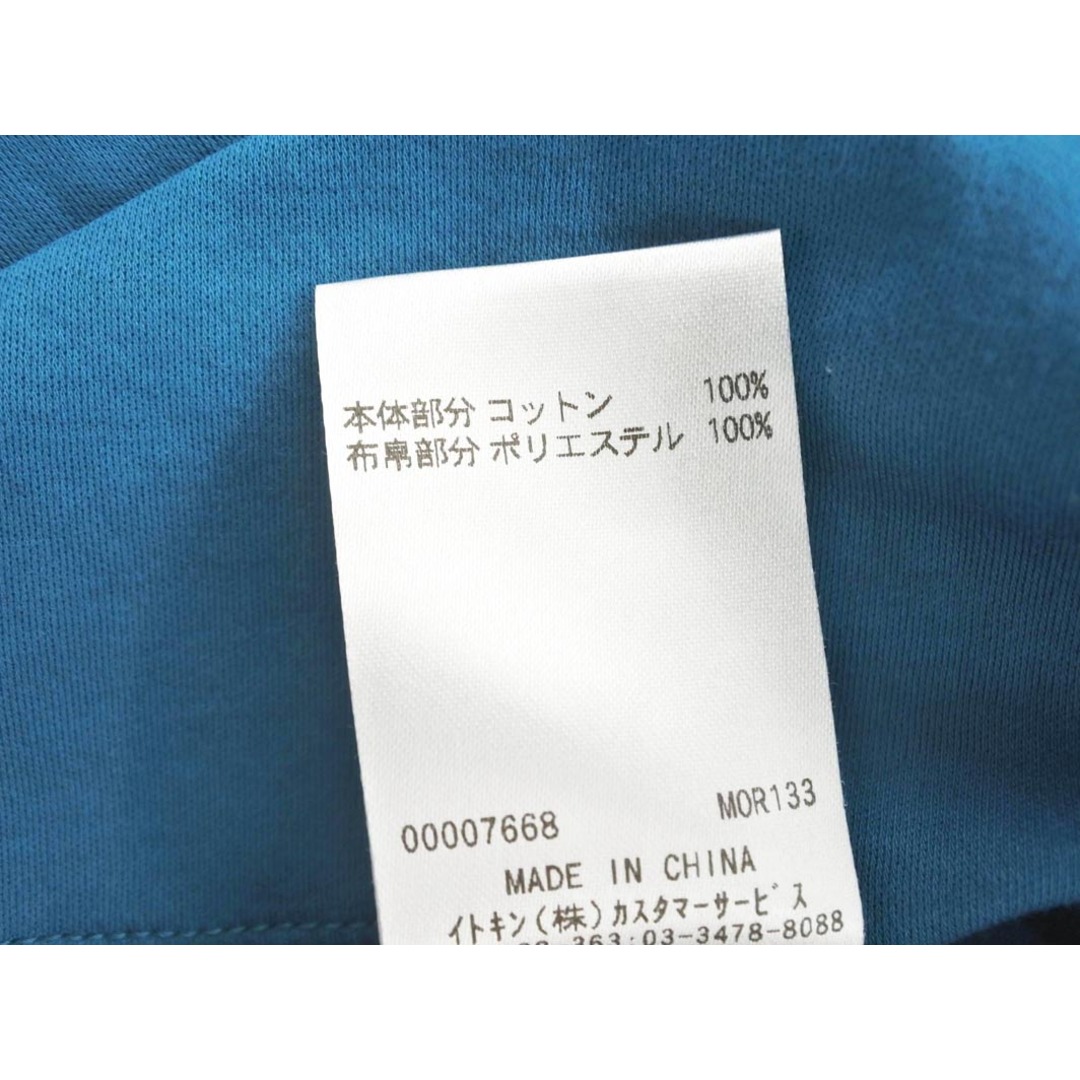 本体部分 コットン 100%
布帛部分 ポリエステル 100%
00007668 MOR133
MADE IN CHINA
イトキン(株)カスタマーサービス
363:03-3478-8088